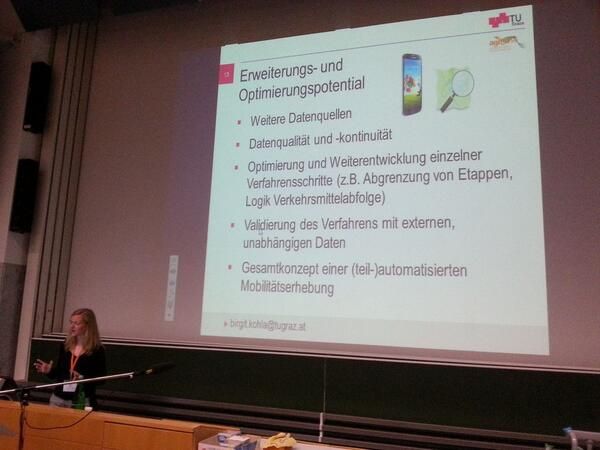 TU
Graz
13
Erweiterungs- und
Optimierungspotential
Weitere Datenquellen
Datenqualität und -kontinuität
Optimierung und Weiterentwicklung einzelner
Verfahrensschritte (z.B. Abgrenzung von Etappen,
Logik Verkehrsmittelabfolge)
Validierung des Verfahrens mit externen,
unabhängigen Daten
Gesamtkonzept einer (teil-)automatisierten
Mobilitätserhebung
birgit.kohla@tugraz.at